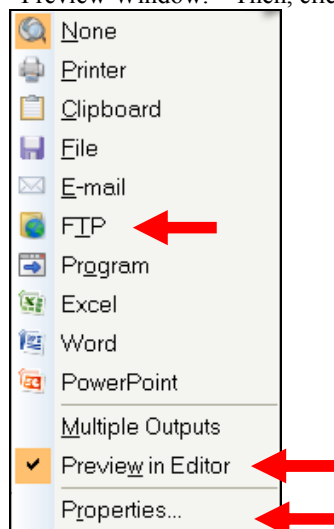 Preview Window. Then, clic
None
Printer
Clipboard
File
E-mail
FTP
Program
Excel
Word
PowerPoint
Multiple Outputs
Preview in Editor
Properties...